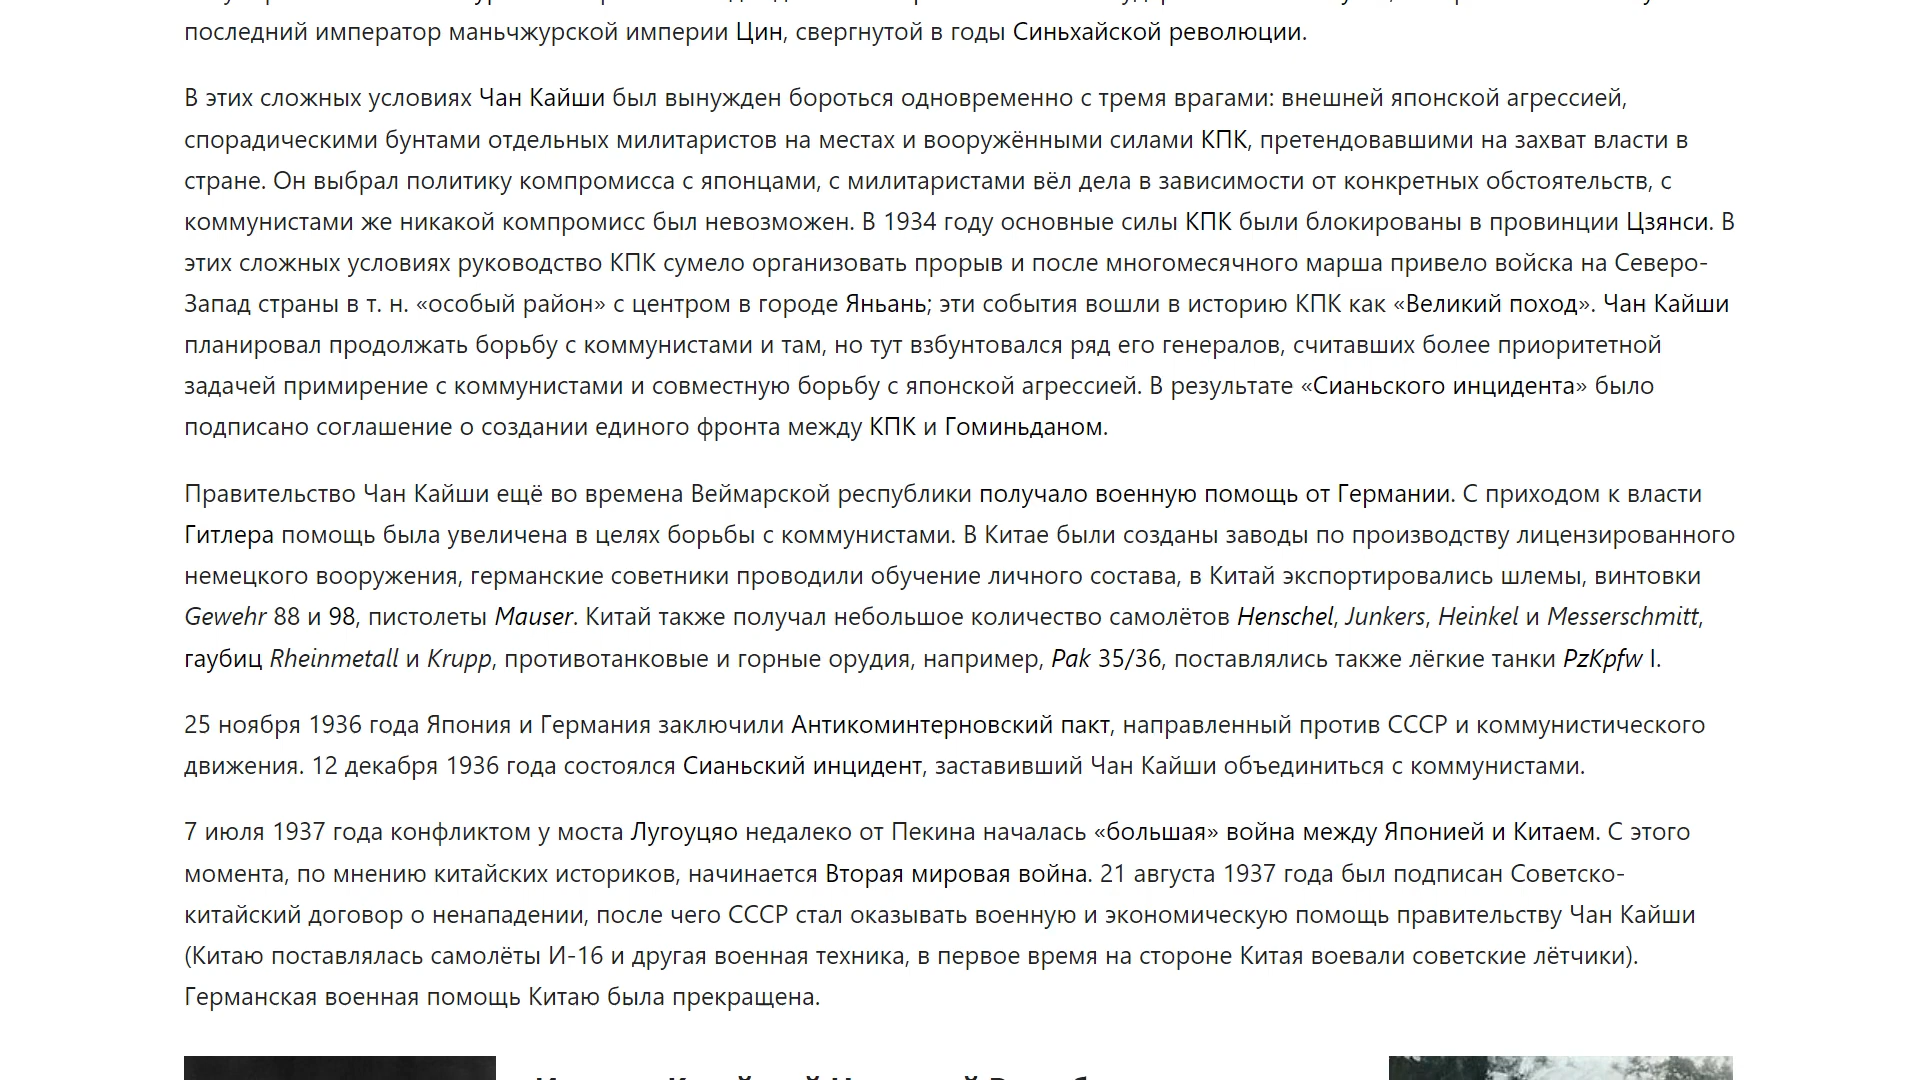 последний император маньчжурской империи Цин, свергнутой в годы Синьхайской революции.
В этих сложных условиях Чан Кайши был вынужден бороться одновременно с тремя врагами: внешней японской агрессией,
спорадическими бунтами отдельных милитаристов на местах и вооружёнными силами КПК, претендовавшими на захват власти в
стране. Он выбрал политику компромисса с японцами, с милитаристами вёл дела в зависимости от конкретных обстоятельств, с
коммунистами же никакой компромисс был невозможен. В 1934 году основные силы КПК были блокированы в провинции Цзянси. В
этих сложных условиях руководство КПК сумело организовать прорыв и после многомесячного марша привело войска на Северо-
Запад страны в т. н. «особый район» с центром в городе Яньань; эти события вошли в историю КПК как «Великий поход». Чан Кайши
планировал продолжать борьбу с коммунистами и там, но тут взбунтовался ряд его генералов, считавших более приоритетной
задачей примирение с коммунистами и совместную борьбу с японской агрессией. В результате «Сианьского инцидента» было
подписано соглашение о создании единого фронта между КПК и Гоминьданом.
Правительство Чан Кайши ещё во времена Веймарской республики получало военную помощь от Германии. С приходом к власти
Гитлера помощь была увеличена в целях борьбы с коммунистами. В Китае были созданы заводы по производству лицензированного
немецкого вооружения, германские советники проводили обучение личного состава, в Китай экспортировались шлемы, винтовки
Gewehr 88 и 98, пистолеты Mauser. Китай также получал небольшое количество самолётов Henschel, Junkers, Heinkel и Messerschmitt,
гаубиц Rheinmetall и Krupp, противотанковые и горные орудия, например, Pak 35/36, поставлялись также лёгкие танки PzKpfw I.
25 ноября 1936 года Япония и Германия заключили Антикоминтерновский пакт, направленный против СССР и коммунистического
движения. 12 декабря 1936 года состоялся Сианьский инцидент, заставивший Чан Кайши объединиться с коммунистами.
7 июля 1937 года конфликтом у моста Лугоуцяо недалеко от Пекина началась «большая» война между Японией и Китаем. С этого
момента, по мнению китайских историков, начинается Вторая мировая война. 21 августа 1937 года был подписан Советско-
китайский договор о ненападении, после чего СССР стал оказывать военную и экономическую помощь правительству Чан Кайши
(Китаю поставлялась самолёты И-16 и другая военная техника, в первое время на стороне Китая воевали советские лётчики).
Германская военная помощь Китаю была прекращена.